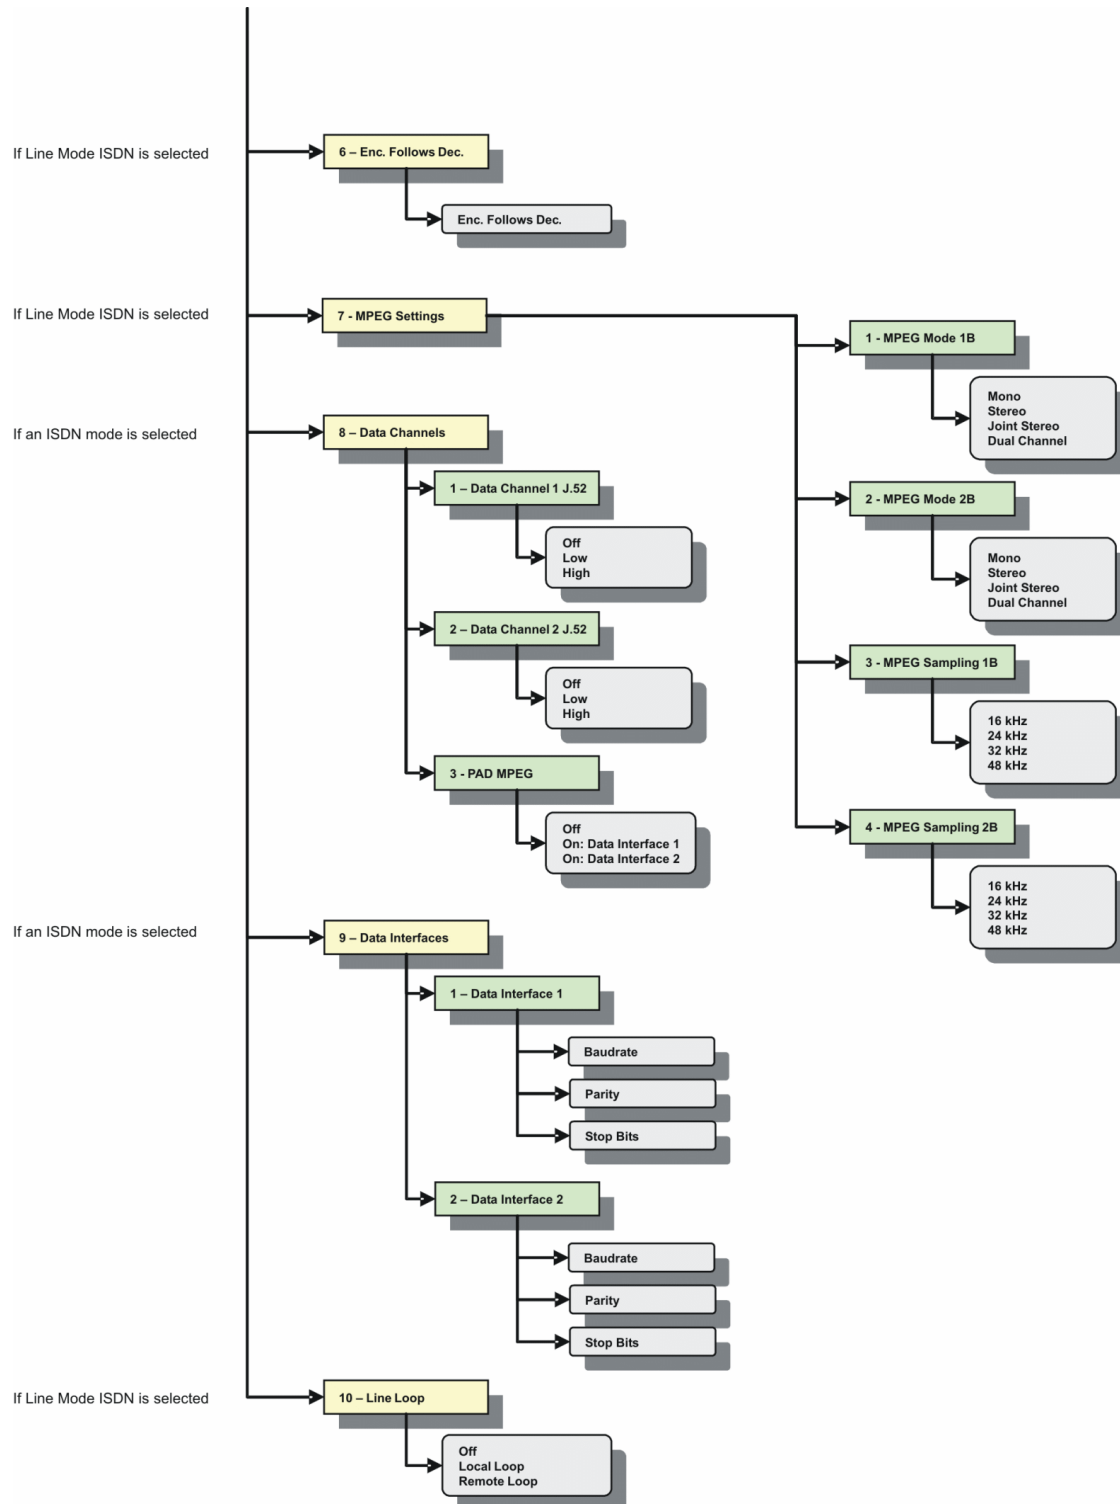 If Line Mode ISDN is selected
6 – Enc. Follows Dec.
Enc. Follows Dec.
If Line Mode ISDN is selected
7 - MPEG Settings
1 - MPEG Mode 1B
Mono
Stereo
Joint Stereo
Dual Channel
2 - MPEG Mode 2B
Mono
Stereo
Joint Stereo
Dual Channel
3 - MPEG Sampling 1B
16 kHz
24 kHz
32 kHz
48 kHz
4 - MPEG Sampling 2B
16 kHz
24 kHz
32 kHz
48 kHz
If an ISDN mode is selected
8 – Data Channels
1 – Data Channel 1 J.52
Off
Low
High
2 – Data Channel 2 J.52
Off
Low
High
3 - PAD MPEG
Off
On: Data Interface 1
On: Data Interface 2
If an ISDN mode is selected
9 – Data Interfaces
1 – Data Interface 1
Baudrate
Parity
Stop Bits
2 – Data Interface 2
Baudrate
Parity
Stop Bits
If Line Mode ISDN is selected
10 – Line Loop
Off
Local Loop
Remote Loop